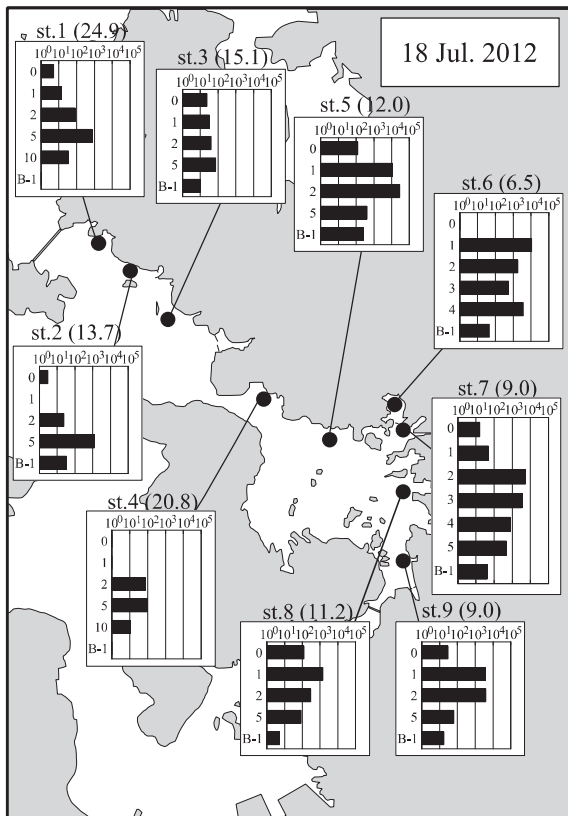 18 Jul. 2012
st.1 (24.9)
10⁰10¹10²10³10⁴10⁵
0
1
2
5
10
B-1
st.3 (15.1)
10⁰10¹10²10³10⁴10⁵
0
1
2
5
B-1
st.5 (12.0)
10⁰10¹10²10³10⁴10⁵
0
1
2
5
B-1
st.6 (6.5)
10⁰10¹10²10³10⁴10⁵
0
1
2
3
4
B-1
st.2 (13.7)
10⁰10¹10²10³10⁴10⁵
0
1
2
5
B-1
st.7 (9.0)
10⁰10¹10²10³10⁴10⁵
0
1
2
3
4
5
B-1
st.4 (20.8)
10⁰10¹10²10³10⁴10⁵
0
1
2
5
10
B-1
st.8 (11.2)
10⁰10¹10²10³10⁴10⁵
0
1
2
5
B-1
st.9 (9.0)
10⁰10¹10²10³10⁴10⁵
0
1
2
5
B-1